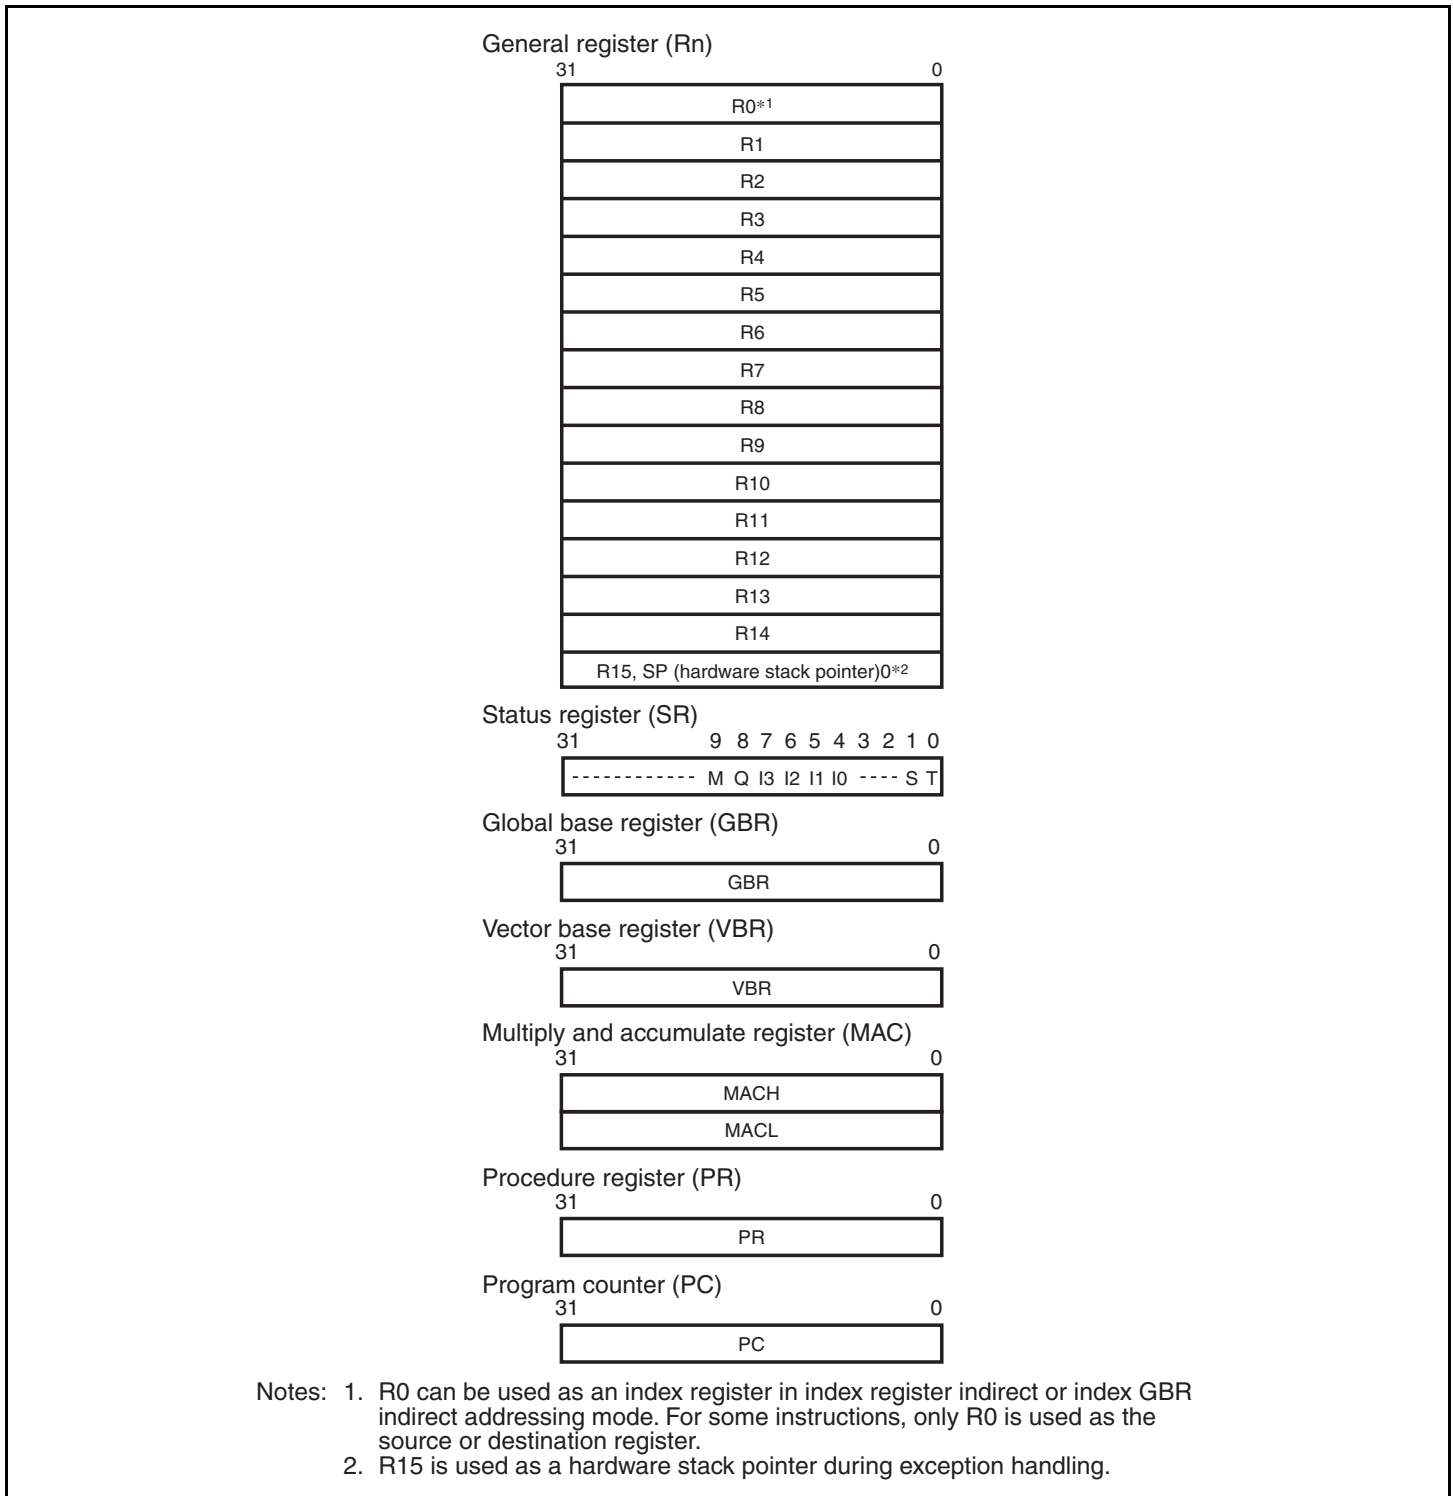 General register (Rn)
31 0
R0*1
R1
R2
R3
R4
R5
R6
R7
R8
R9
R10
R11
R12
R13
R14
R15, SP (hardware stack pointer)0*2
Status register (SR)
31 9 8 7 6 5 4 3 2 1 0
------------ M Q I3 I2 I1 I0 ---- S T
Global base register (GBR)
31 0
GBR
Vector base register (VBR)
31 0
VBR
Multiply and accumulate register (MAC)
31 0
MACH
MACL
Procedure register (PR)
31 0
PR
Program counter (PC)
31 0
PC
Notes: 1. R0 can be used as an index register in index register indirect or index GBR
indirect addressing mode. For some instructions, only R0 is used as the
source or destination register.
2. R15 is used as a hardware stack pointer during exception handling.